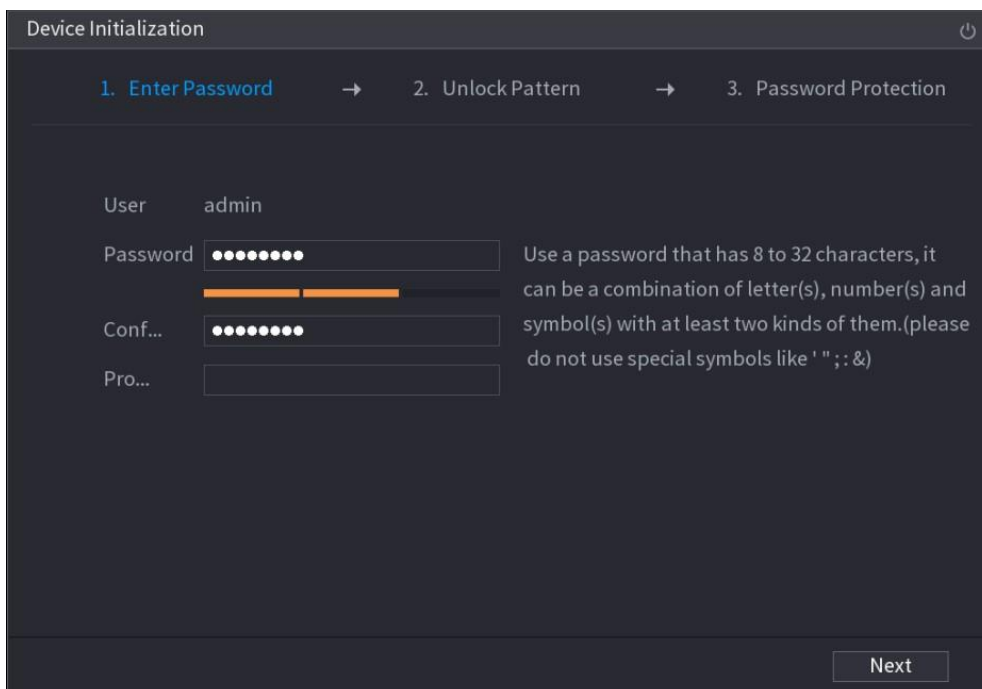 Device Initialization
1. Enter Password → 2. Unlock Pattern → 3. Password Protection
User admin
Password ●●●●●●●● Use a password that has 8 to 32 characters, it
can be a combination of letter(s), number(s) and
Conf... ●●●●●●●● symbol(s) with at least two kinds of them.(please
do not use special symbols like ' " ; : &)
Pro...
Next